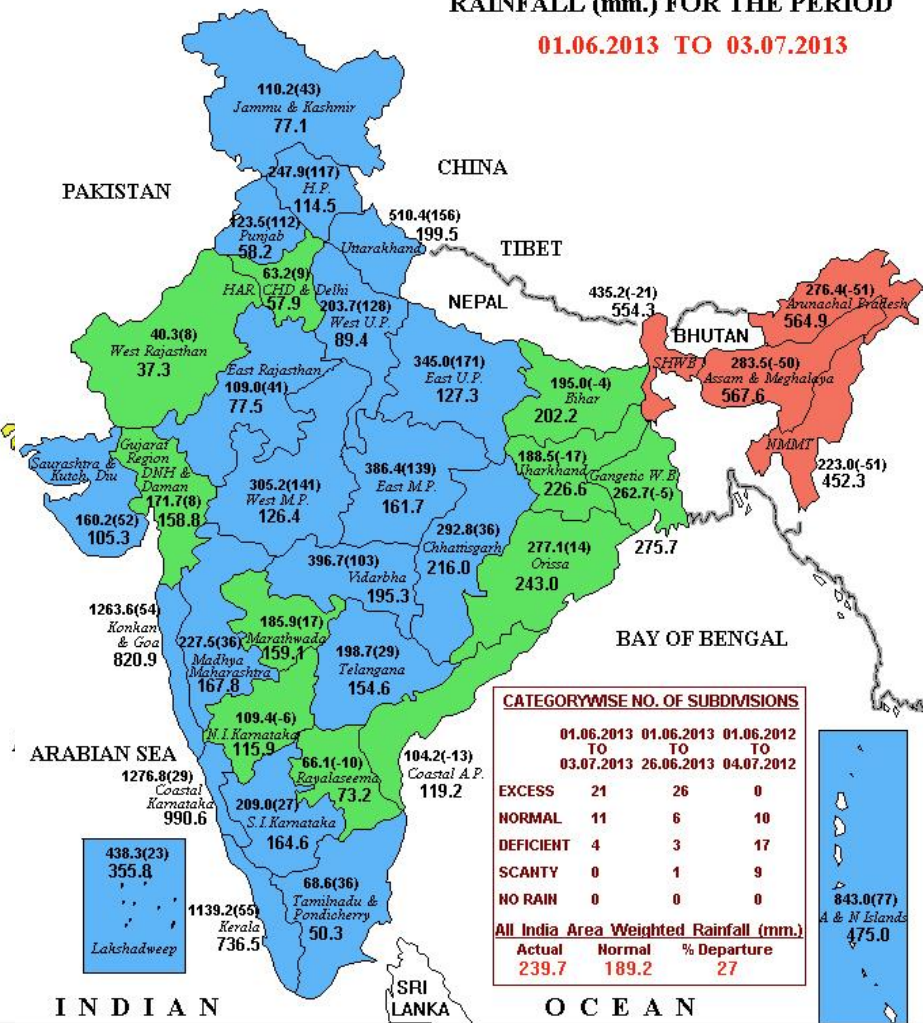 RAINFALL (mm.) FOR THE PERIOD
01.06.2013 TO 03.07.2013
110.2(43)
Jammu & Kashmir
77.1
CHINA
PAKISTAN
247.9(117)
H.P.
114.5
123.5(112)
Punjab
58.2
510.4(156)
199.5
Uttarakhand
TIBET
63.2(9)
HAR. CHD & Delhi
57.9
NEPAL
203.7(128)
West U.P.
89.4
435.2(-21)
554.3
BHUTAN
SHWB
276.4(-51)
Arunachal Pradesh
564.9
283.5(-50)
Assam & Meghalaya
567.6
NMMT
223.0(-51)
452.3
40.3(8)
West Rajasthan
37.3
East Rajasthan
109.0(41)
77.5
345.0(171)
East U.P.
127.3
195.0(-4)
Bihar
202.2
188.5(-17)
Jharkhand
226.6
Gangetic W.B.
262.7(-5)
275.7
Gujarat
Region
DNH &
Daman
171.7(8)
158.8
Saurashtra &
Kutch, Diu
160.2(52)
105.3
305.2(141)
West M.P.
126.4
386.4(139)
East M.P.
161.7
292.8(36)
Chhattisgarh
216.0
277.1(14)
Orissa
243.0
396.7(103)
Vidarbha
195.3
1263.6(54)
Konkan
& Goa
820.9
227.5(36)
Madhya
Maharashtra
167.8
185.9(17)
Marathwada
159.1
198.7(29)
Telangana
154.6
BAY OF BENGAL
109.4(-6)
N.I.Karnataka
115.9
66.1(-10)
Rayalaseema
73.2
104.2(-13)
Coastal A.P.
119.2
ARABIAN SEA
1276.8(29)
Coastal
Karnataka
990.6
209.0(27)
S.I.Karnataka
164.6
438.3(23)
355.8
Lakshadweep
1139.2(55)
Kerala
736.5
68.6(36)
Tamilnadu &
Pondicherry
50.3
CATEGORYWISE NO. OF SUBDIVISIONS
01.06.2013 01.06.2013 01.06.2012
TO TO TO
03.07.2013 26.06.2013 04.07.2012
EXCESS 21 26 0
NORMAL 11 6 10
DEFICIENT 4 3 17
SCANTY 0 1 9
NO RAIN 0 0 0
All India Area Weighted Rainfall (mm.)
Actual Normal % Departure
239.7 189.2 27
843.0(77)
A & N Islands
475.0
SRI
LANKA
INDIAN OCEAN